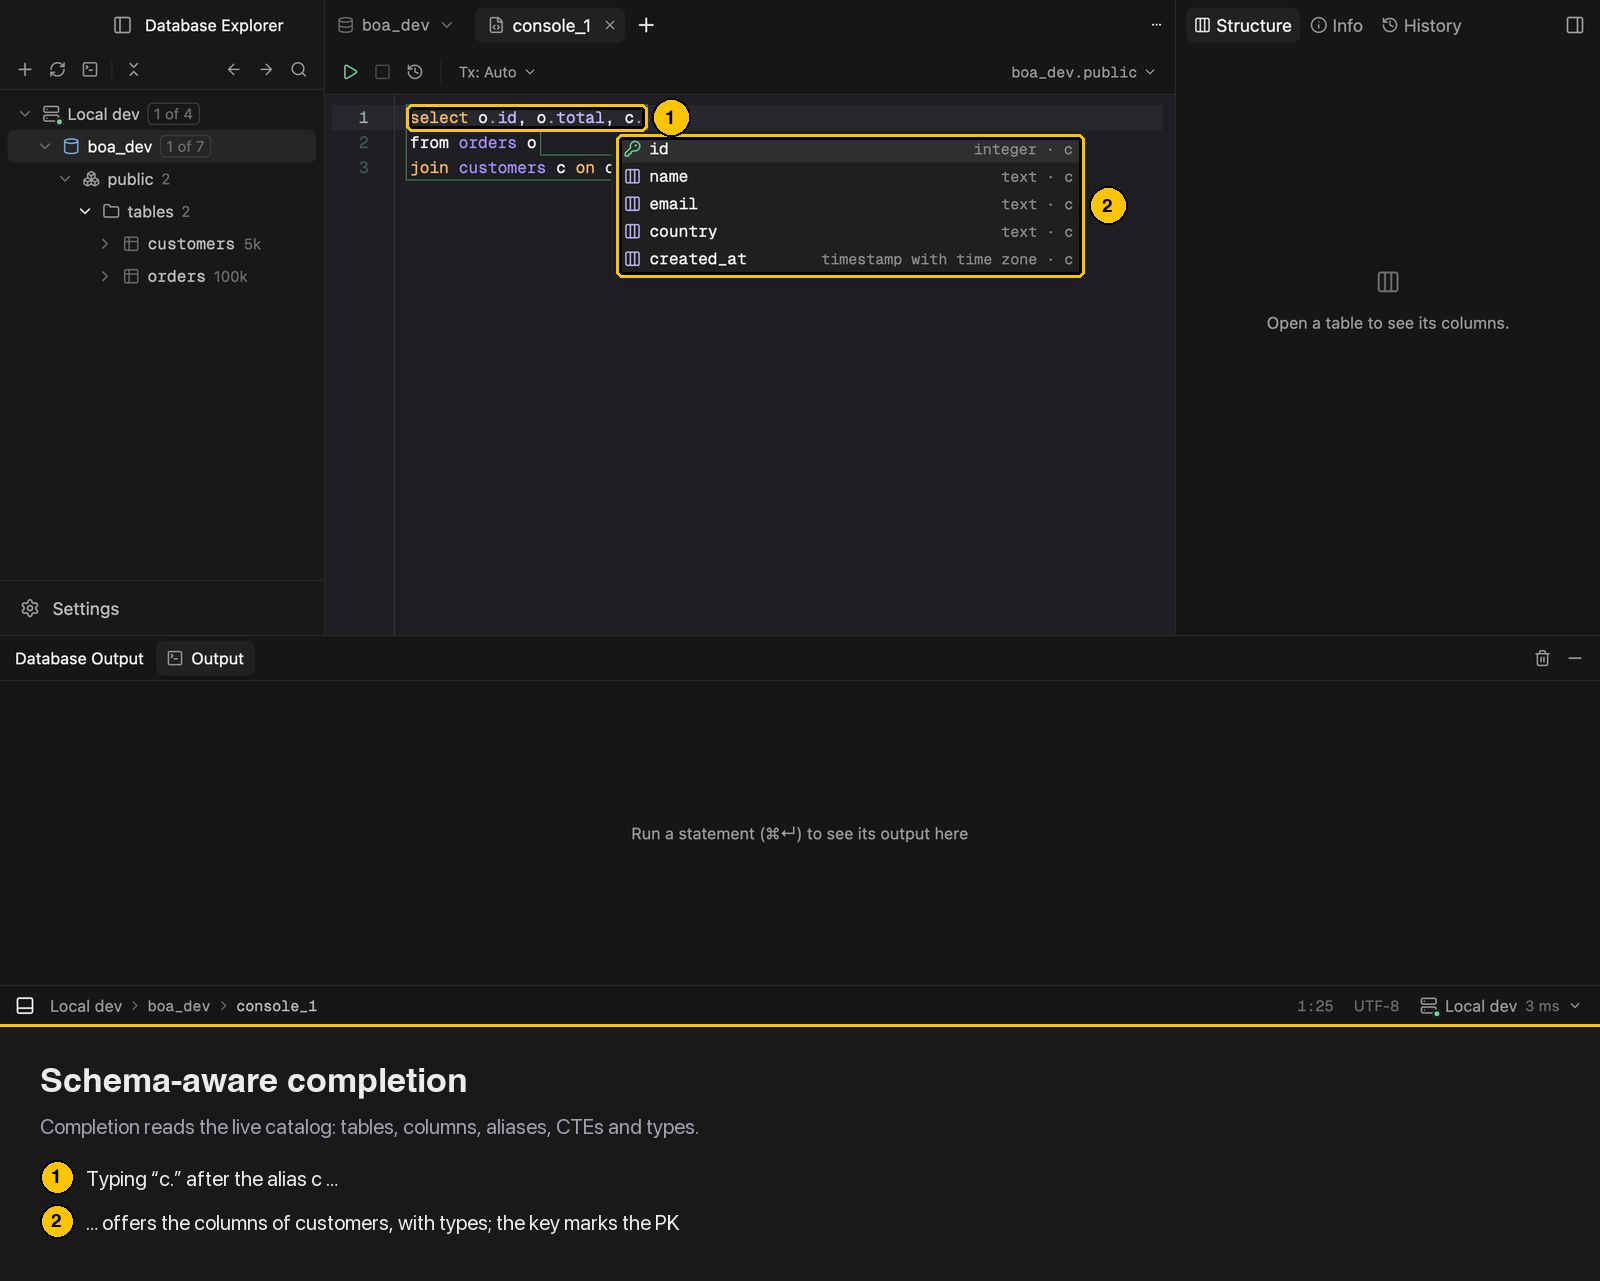 Database Explorer
boa_dev
console_1
Structure
Info
History
Tx: Auto
boa_dev.public
Local dev 1 of 4
boa_dev 1 of 7
public 2
tables 2
customers 5k
orders 100k
Settings
1 select o.id, o.total, c.
2 from orders o
3 join customers c on c
1
id integer · c
name text · c
email text · c
country text · c
created_at timestamp with time zone · c
2
Open a table to see its columns.
Database Output
Output
Run a statement (⌘↵) to see its output here
Local dev > boa_dev > console_1
1:25 UTF-8 Local dev 3 ms
Schema-aware completion
Completion reads the live catalog: tables, columns, aliases, CTEs and types.
1 Typing “c.” after the alias c ...
2 ... offers the columns of customers, with types; the key marks the PK